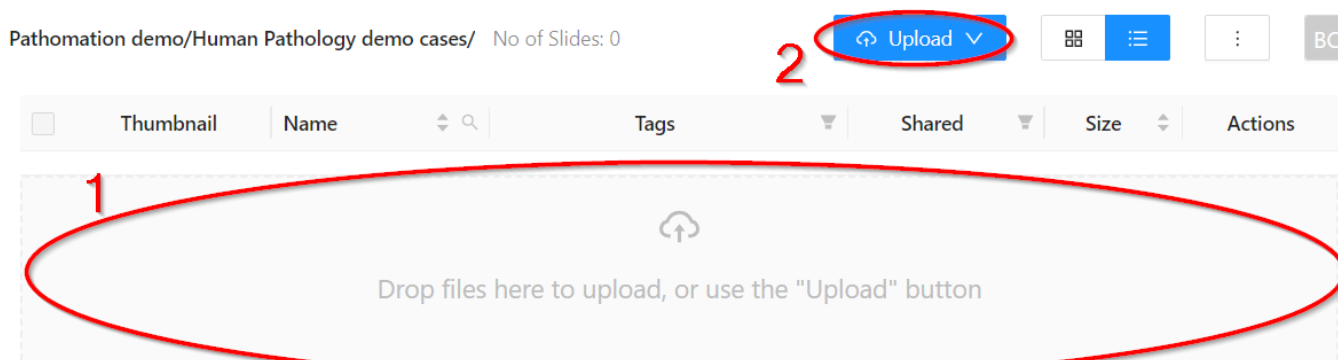 Pathomation demo/Human Pathology demo cases/ No of Slides: 0 2 Upload BC
Thumbnail Name Tags Shared Size Actions
1
Drop files here to upload, or use the "Upload" button